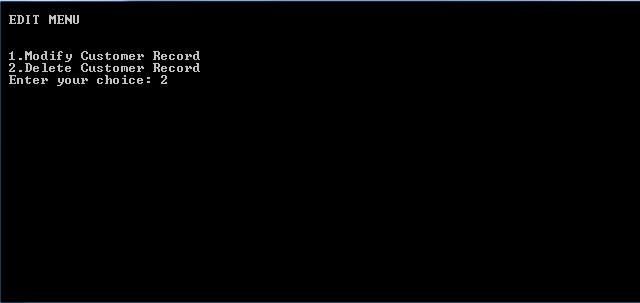 EDIT MENU
1.Modify Customer Record
2.Delete Customer Record
Enter your choice: 2